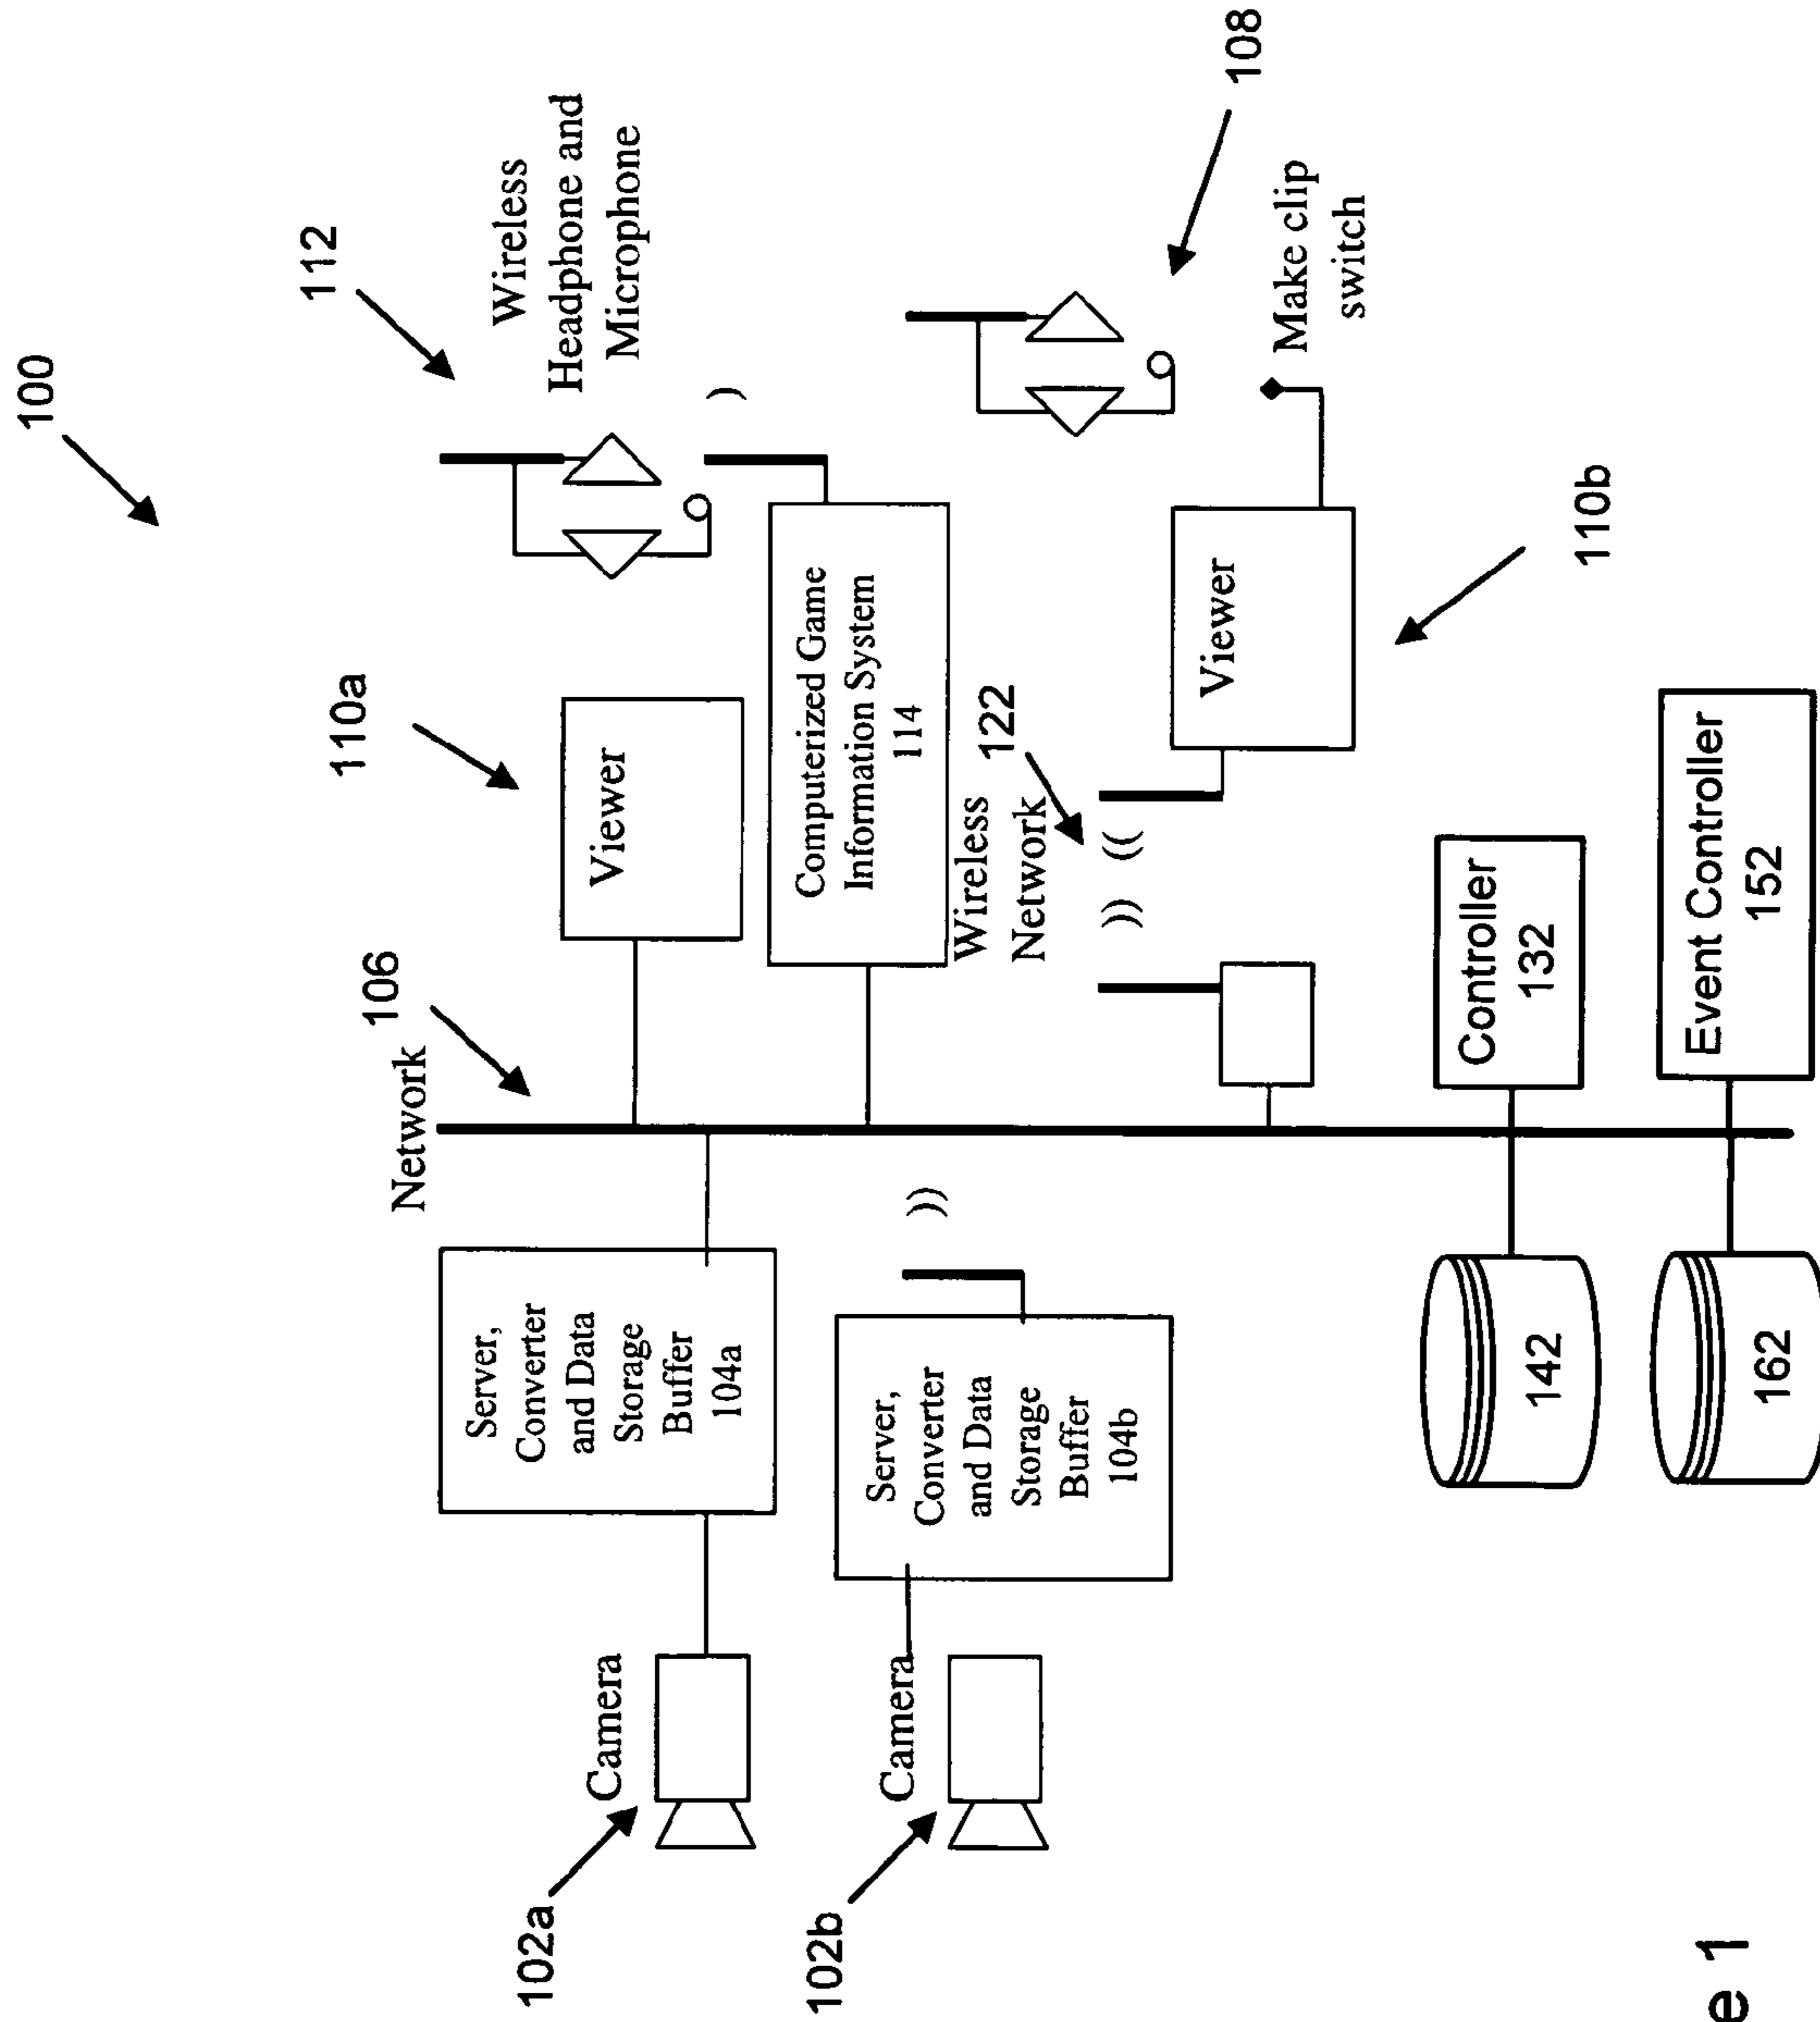 100
112
110a
106
Network
Wireless
Headphone and
Microphone
102a
Camera
Server,
Converter
and Data
Storage
Buffer
104a
Viewer
Computerized Game
Information System
114
102b
Camera
Server,
Converter
and Data
Storage
Buffer
104b
Wireless
Network
122
Viewer
108
Make clip
switch
110b
Controller
132
142
Event Controller
152
162
e 1